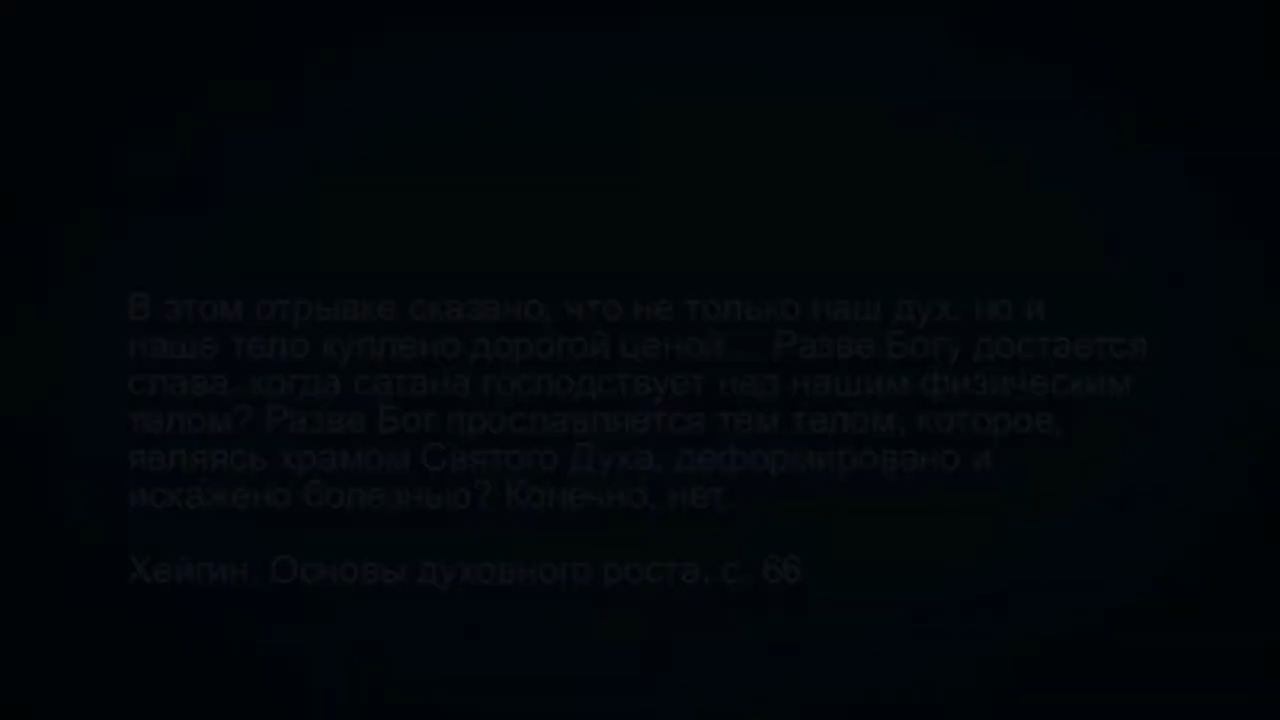 В этом отрывке сказано, что не только наш дух, но и
наше тело куплено дорогой ценой... Разве Богу достается
слава, когда сатана господствует над нашим физическим
телом? Разве Бог прославляется тем телом, которое,
являясь храмом Святого Духа, деформировано и
искажено болезнью? Конечно, нет.
Хейгин. Основы духовного роста. с. 66